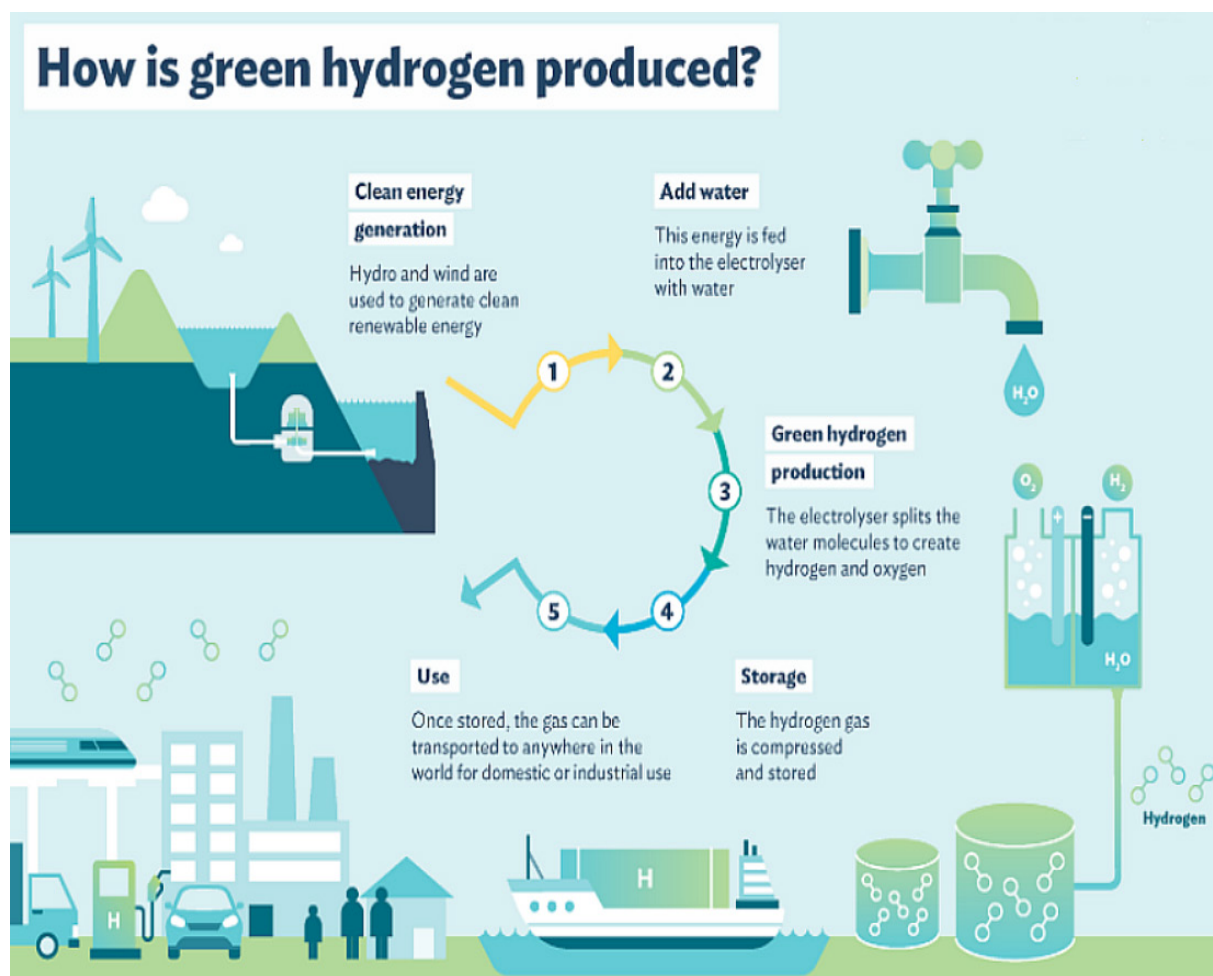 How is green hydrogen produced?
Clean energy
generation
Hydro and wind are
used to generate clean
renewable energy
Add water
This energy is fed
into the electrolyser
with water
H₂O
1
2
Green hydrogen
production
The electrolyser splits the
water molecules to create
hydrogen and oxygen
3
O₂
H₂
+
–
H₂O
5
4
Use
Once stored, the gas can be
transported to anywhere in the
world for domestic or industrial use
Storage
The hydrogen gas
is compressed
and stored
Hydrogen
H
H